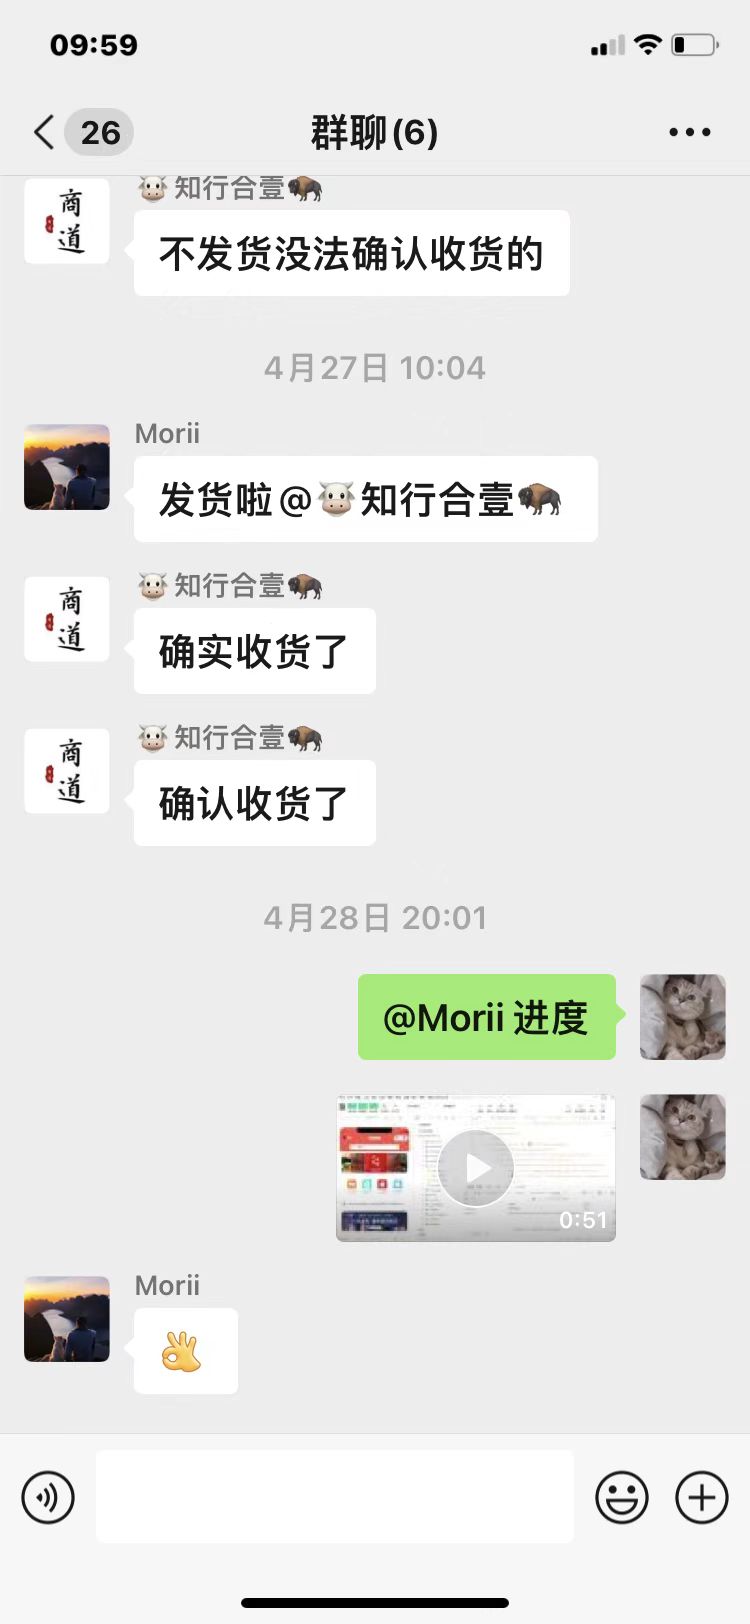 09:59
26
群聊(6)
🐮知行合壹🦬
商道
不发货没法确认收货的
4月27日 10:04
Morii
发货啦@🐮知行合壹🦬
🐮知行合壹🦬
商道
确实收货了
🐮知行合壹🦬
商道
确认收货了
4月28日 20:01
@Morii 进度
0:51
Morii
👌